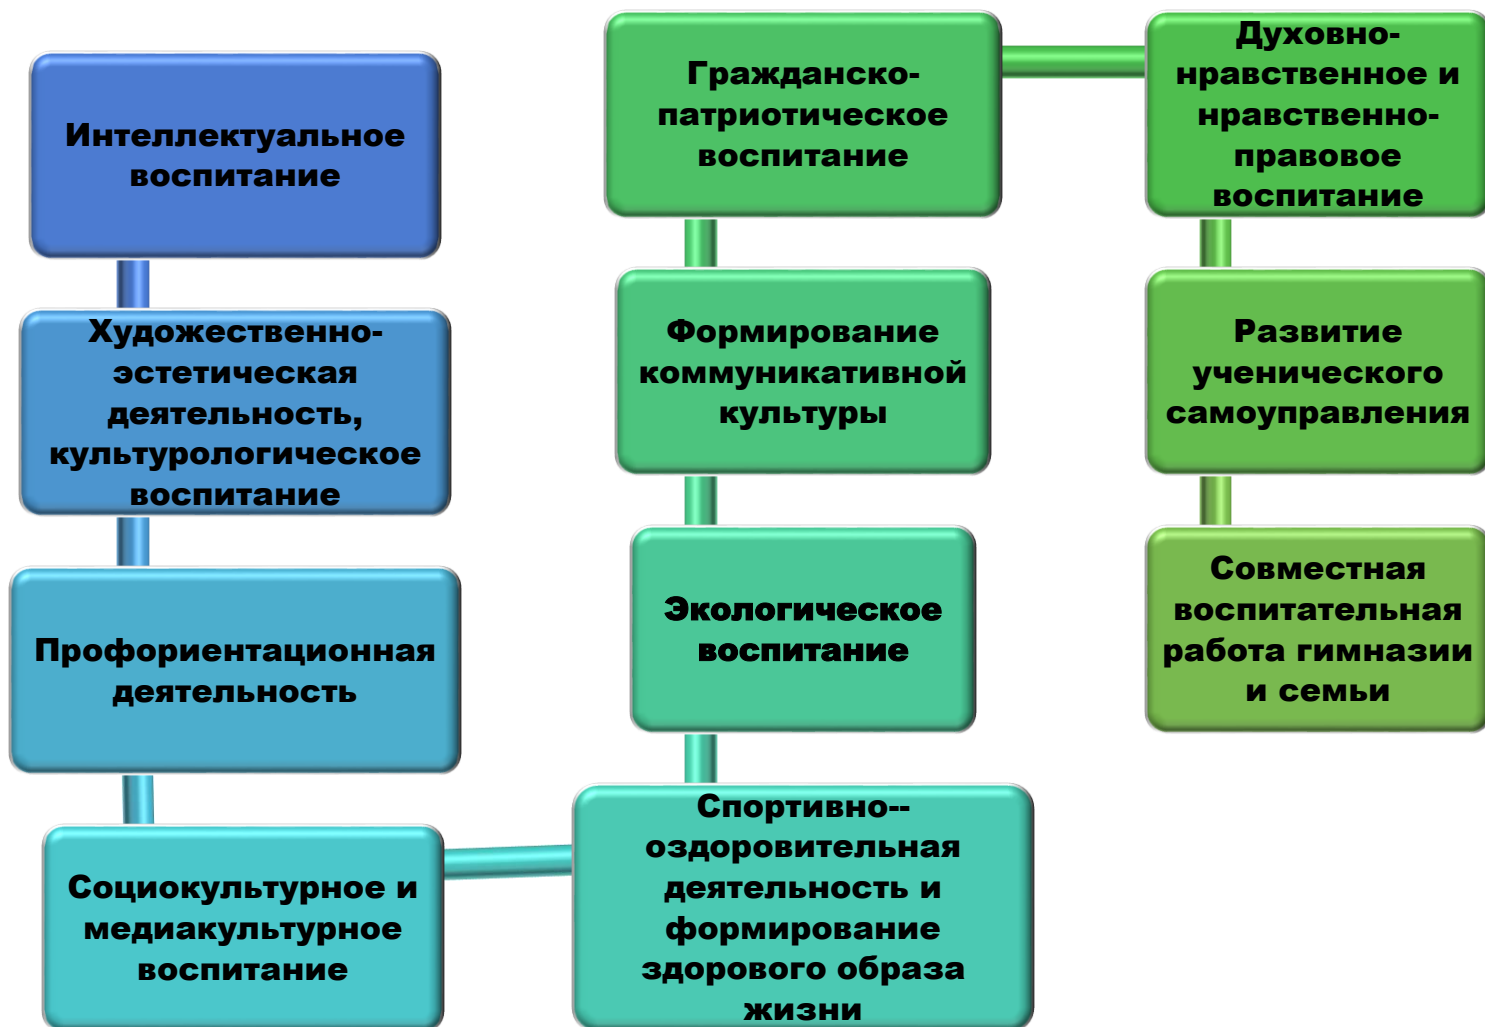 Интеллектуальное
воспитание
Художественно-
эстетическая
деятельность,
культурологическое
воспитание
Профориентационная
деятельность
Социокультурное и
медиакультурное
воспитание
Спортивно--
оздоровительная
деятельность и
формирование
здорового образа
жизни
Экологическое
воспитание
Формирование
коммуникативной
культуры
Гражданско-
патриотическое
воспитание
Духовно-
нравственное и
нравственно-
правовое
воспитание
Развитие
ученического
самоуправления
Совместная
воспитательная
работа гимназии
и семьи